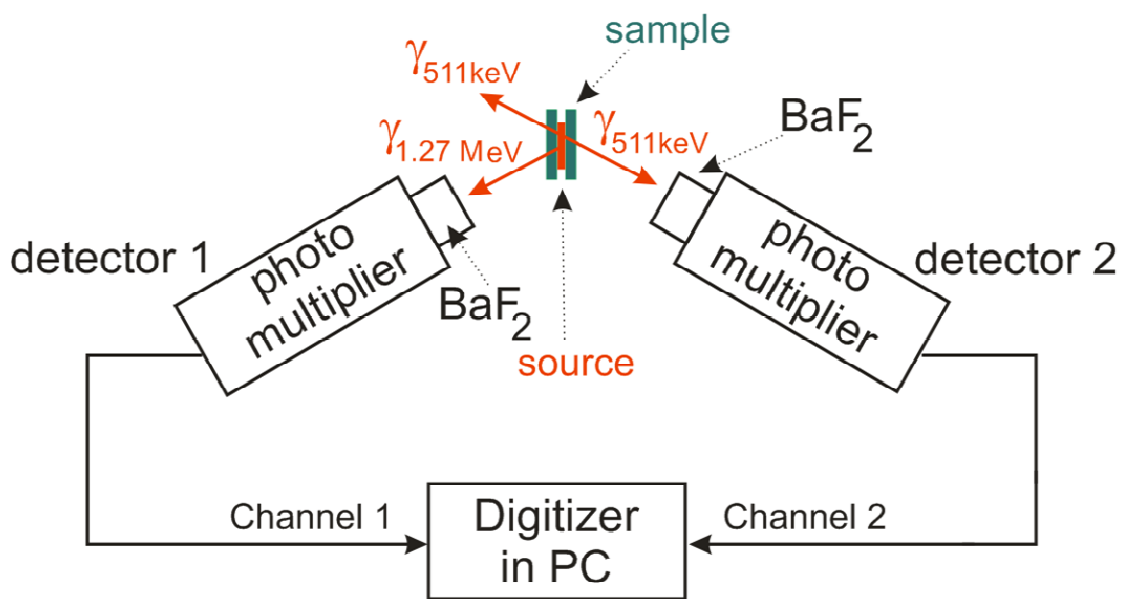 sample
γ511keV
BaF2
γ1.27 MeV
γ511keV
detector 1
photo
multiplier
BaF2
source
photo
multiplier
detector 2
Channel 1
Digitizer
in PC
Channel 2